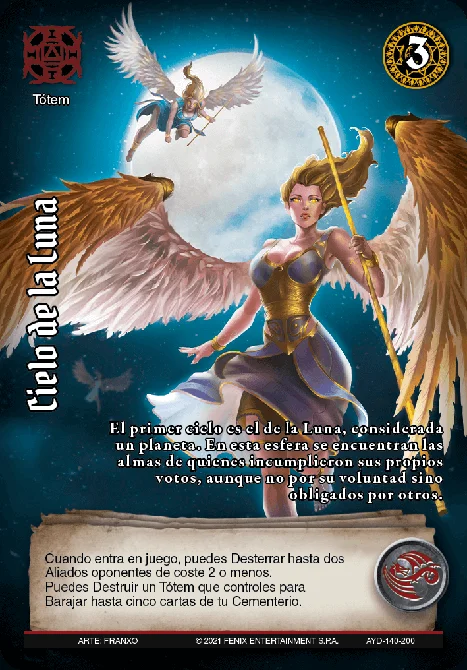 3
Tótem
Cielo de la Luna
El primer cielo es el de la Luna, considerada
un planeta. En esta esfera se encuentran las
almas de quienes incumplieron sus propios
votos, aunque no por su voluntad sino
obligados por otros.
Cuando entra en juego, puedes Desterrar hasta dos
Aliados oponentes de coste 2 o menos.
Puedes Destruir un Tótem que controles para
Barajar hasta cinco cartas de tu Cementerio.
ARTE: FRANXO © 2021 FENIX ENTERTAINMENT S.P.A. AYD-140-200